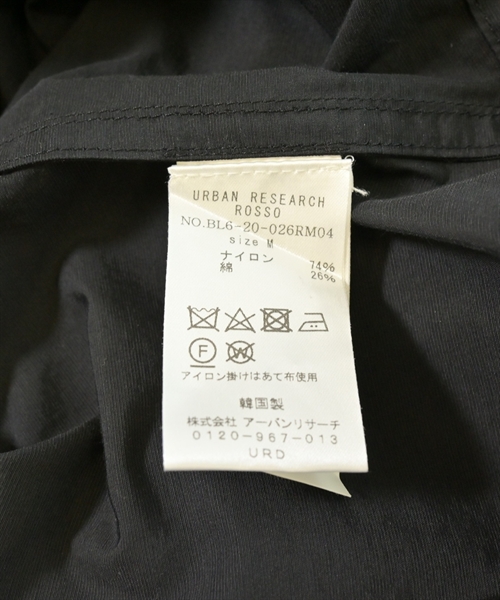 URBAN RESEARCH
ROSSO
NO.BL6-20-026RM04
size M
ナイロン 74%
綿 26%
F W
アイロン掛けはあて布使用
韓国製
株式会社 アーバンリサーチ
0120-967-013
URD